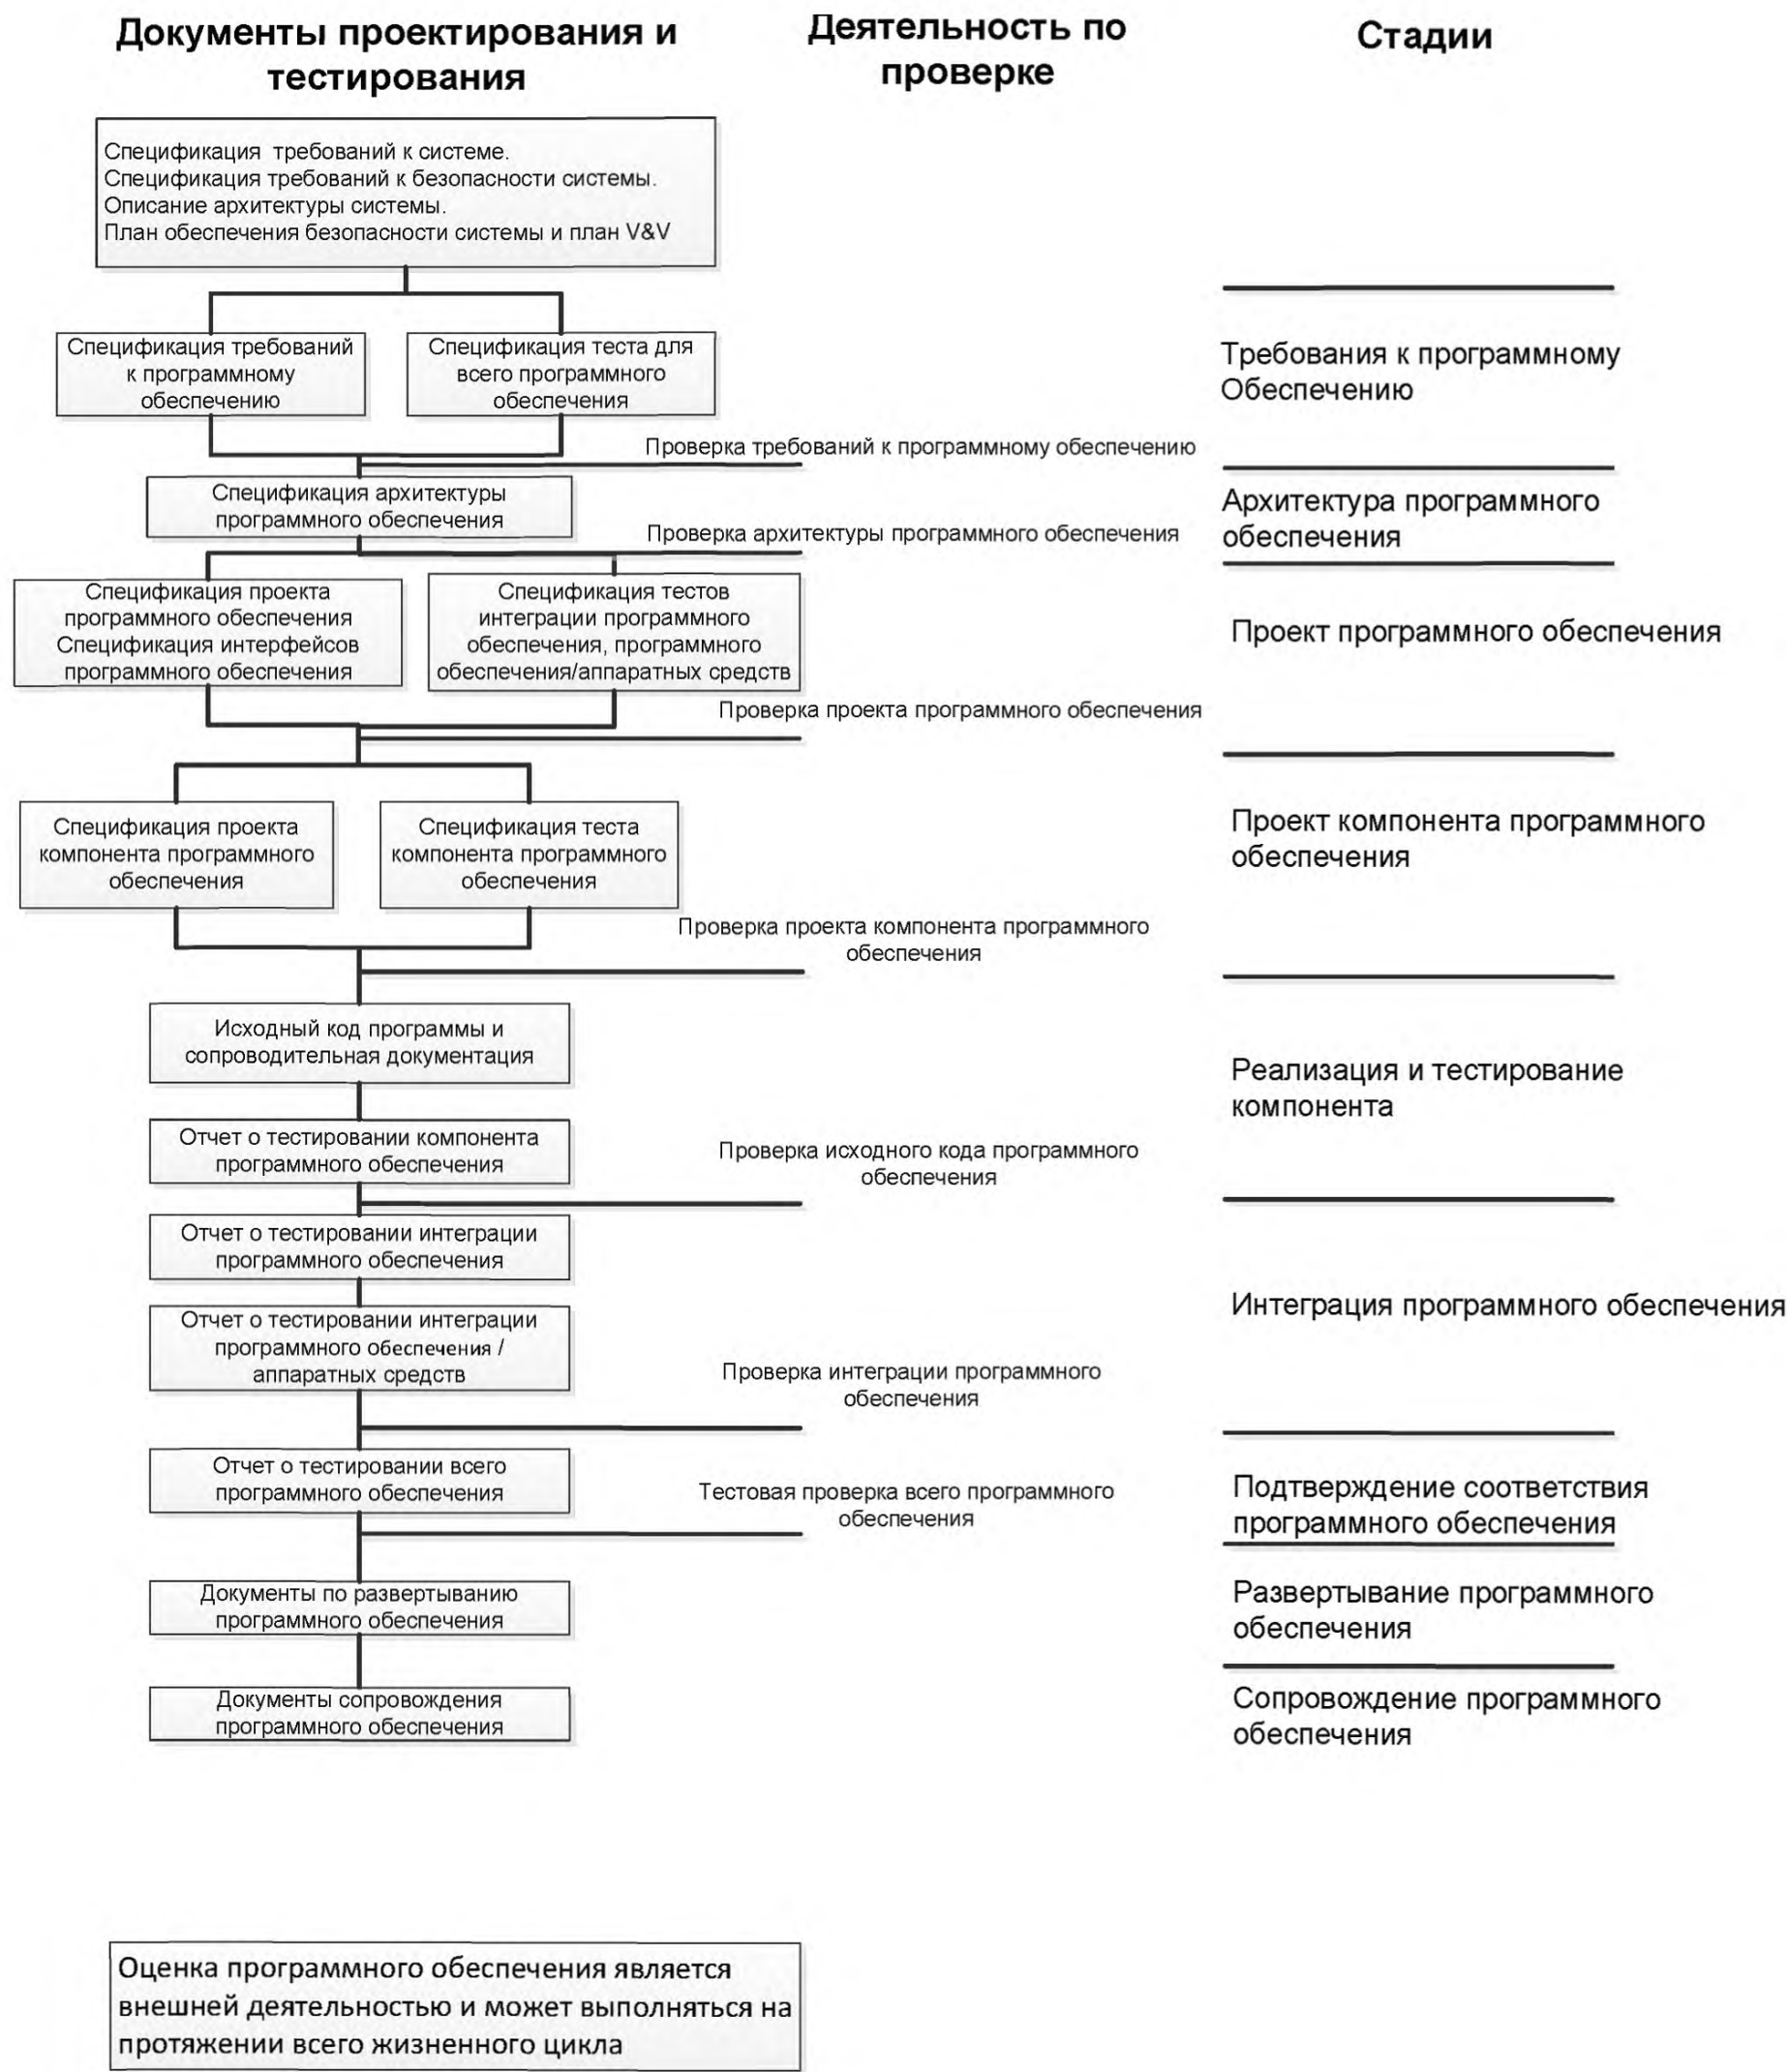 Документы проектирования и
тестирования
Деятельность по
проверке
Стадии
Спецификация требований к системе.
Спецификация требований к безопасности системы.
Описание архитектуры системы.
План обеспечения безопасности системы и план V&V
Спецификация требований
к программному
обеспечению
Спецификация теста для
всего программного
обеспечения
Требования к программному
Обеспечению
Проверка требований к программному обеспечению
Спецификация архитектуры
программного обеспечения
Архитектура программного
обеспечения
Проверка архитектуры программного обеспечения
Спецификация проекта
программного обеспечения
Спецификация интерфейсов
программного обеспечения
Спецификация тестов
интеграции программного
обеспечения, программного
обеспечения/аппаратных средств
Проект программного обеспечения
Проверка проекта программного обеспечения
Спецификация проекта
компонента программного
обеспечения
Спецификация теста
компонента программного
обеспечения
Проект компонента программного
обеспечения
Проверка проекта компонента программного
обеспечения
Исходный код программы и
сопроводительная документация
Реализация и тестирование
компонента
Отчет о тестировании компонента
программного обеспечения
Проверка исходного кода программного
обеспечения
Отчет о тестировании интеграции
программного обеспечения
Интеграция программного обеспечения
Отчет о тестировании интеграции
программного обеспечения /
аппаратных средств
Проверка интеграции программного
обеспечения
Отчет о тестировании всего
программного обеспечения
Тестовая проверка всего программного
обеспечения
Подтверждение соответствия
программного обеспечения
Документы по развертыванию
программного обеспечения
Развертывание программного
обеспечения
Документы сопровождения
программного обеспечения
Сопровождение программного
обеспечения
Оценка программного обеспечения является
внешней деятельностью и может выполняться на
протяжении всего жизненного цикла